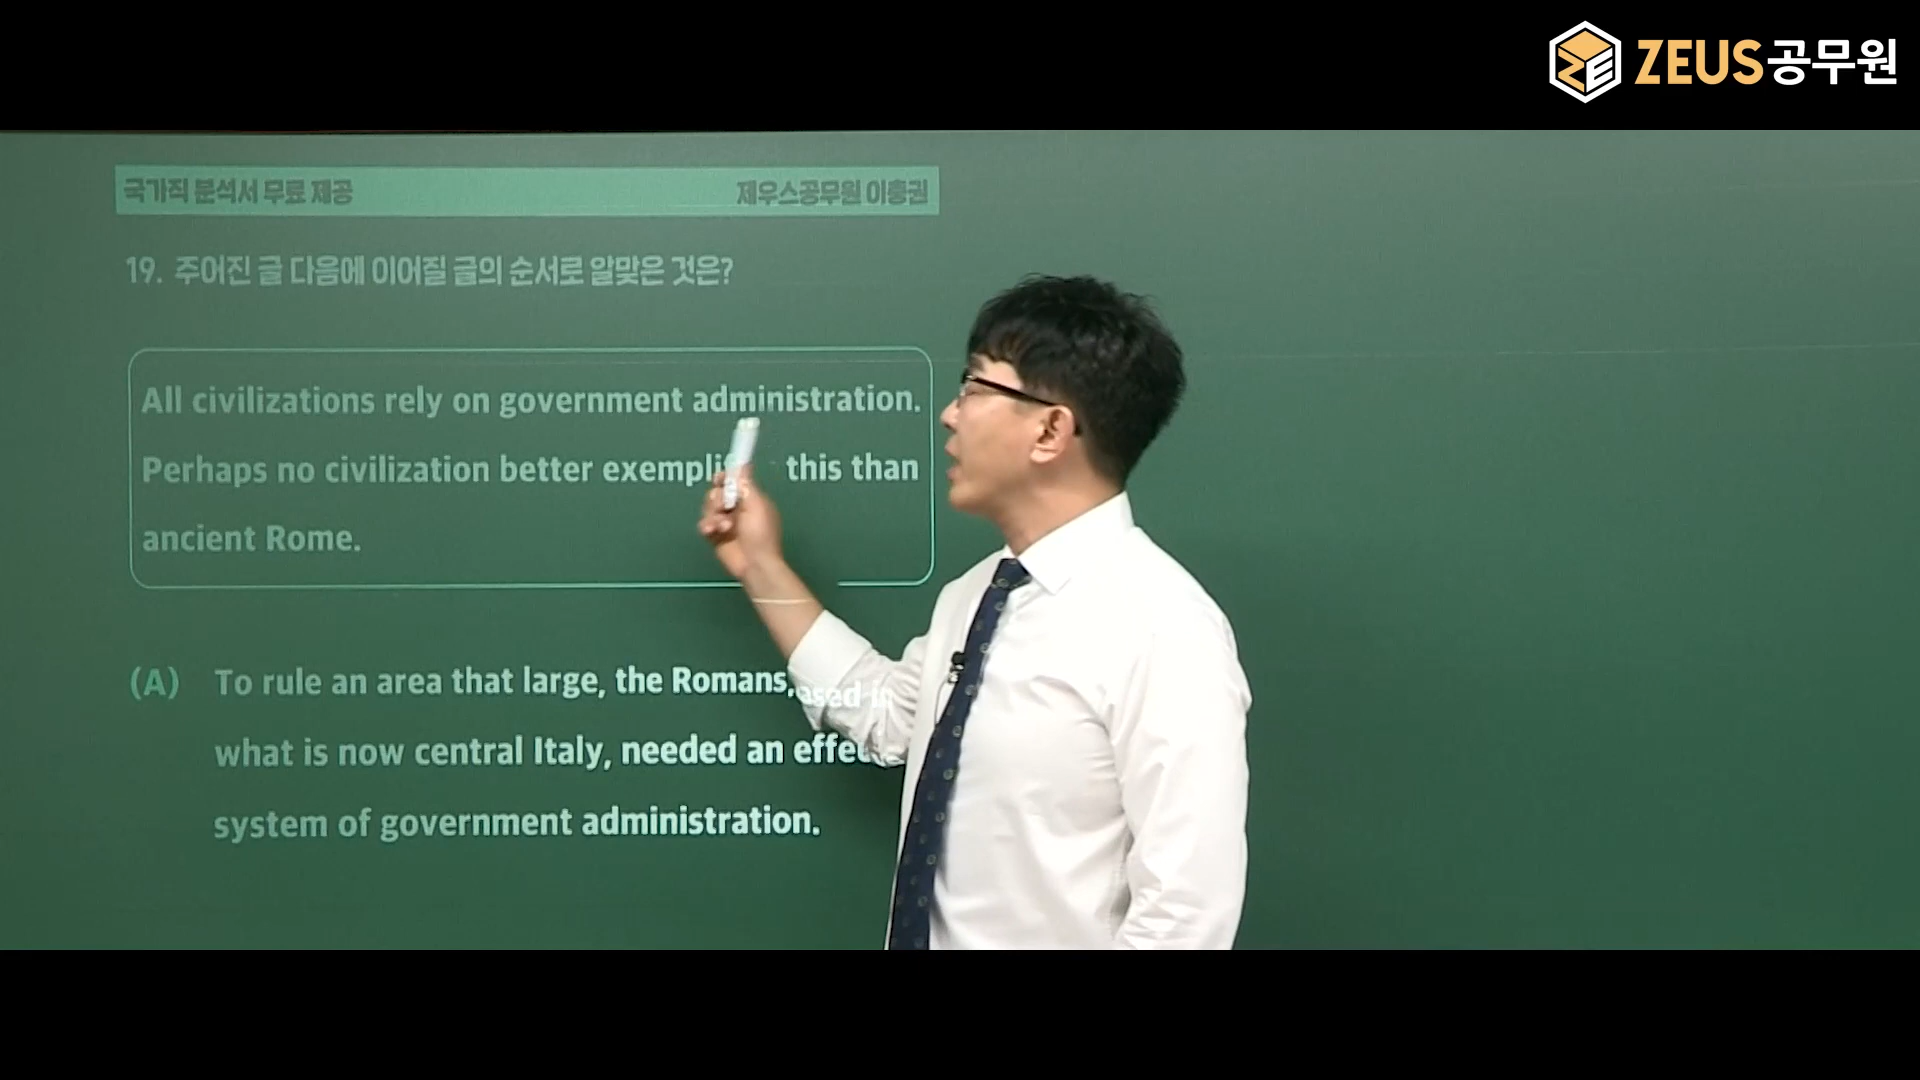 ZEUS공무원
국가직 분석서 무료 제공
제우스공무원 이흥권
19. 주어진 글 다음에 이어질 글의 순서로 알맞은 것은?
All civilizations rely on government administration.
Perhaps no civilization better exempli this than
ancient Rome.
(A) To rule an area that large, the Romans, ased in
what is now central Italy, needed an effec
system of government administration.